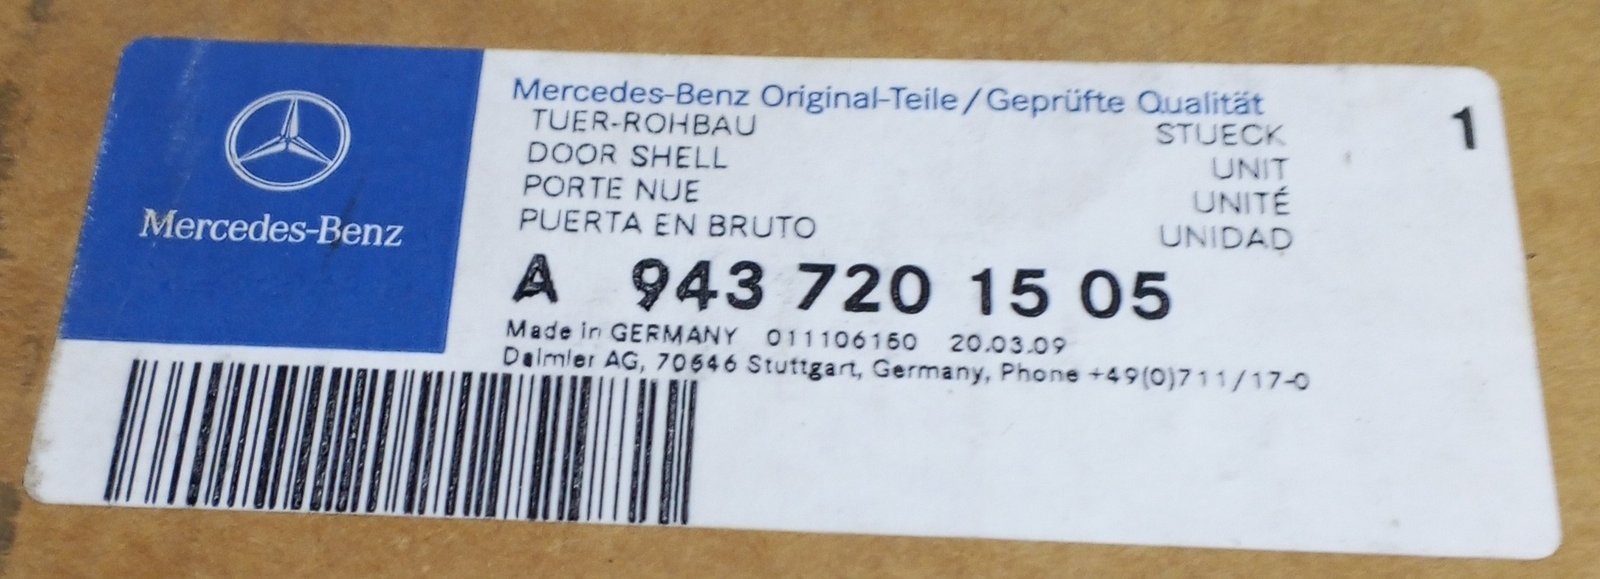 Mercedes-Benz
Mercedes-Benz Original-Teile/Geprüfte Qualität
TUER-ROHBAU STUECK 1
DOOR SHELL UNIT
PORTE NUE UNITÉ
PUERTA EN BRUTO UNIDAD
A 943 720 15 05
Made in GERMANY 011106150 20.03.09
Daimler AG, 70546 Stuttgart, Germany, Phone +49(0)711/17-0